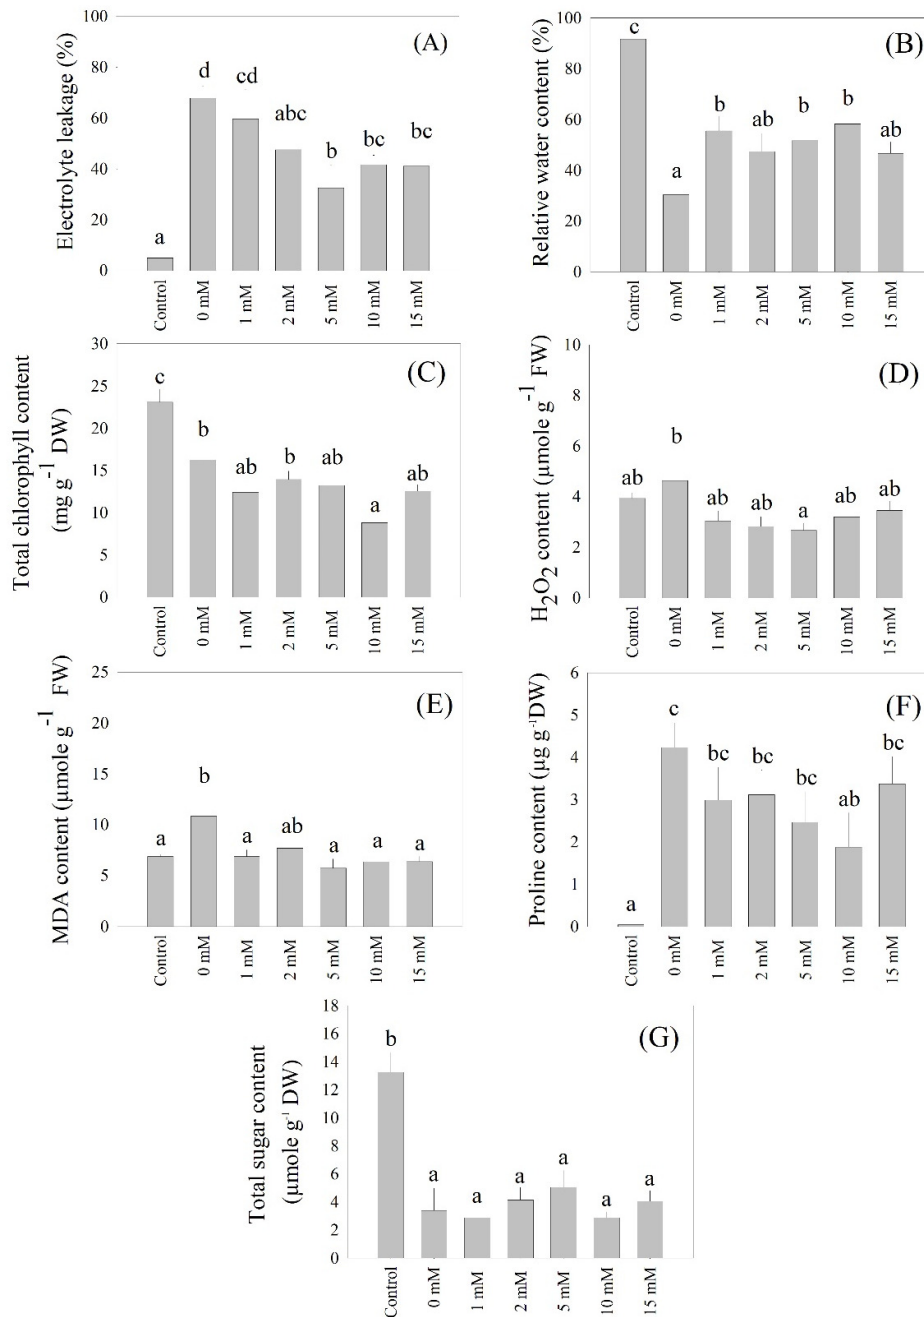 (A)
Electrolyte leakage (%)
100
80
60
40
20
0
a
d
cd
abc
b
bc
bc
Control
0 mM
1 mM
2 mM
5 mM
10 mM
15 mM
(B)
Relative water content (%)
100
80
60
40
20
0
c
a
b
ab
b
b
ab
Control
0 mM
1 mM
2 mM
5 mM
10 mM
15 mM
(C)
Total chlorophyll content
(mg g⁻¹ DW)
30
25
20
15
10
5
0
c
b
ab
b
ab
a
ab
Control
0 mM
1 mM
2 mM
5 mM
10 mM
15 mM
(D)
H₂O₂ content (µmole g⁻¹ FW)
10
8
6
4
2
0
ab
b
ab
ab
a
ab
ab
Control
0 mM
1 mM
2 mM
5 mM
10 mM
15 mM
(E)
MDA content (µmole g⁻¹ FW)
25
20
15
10
5
0
a
b
a
ab
a
a
a
Control
0 mM
1 mM
2 mM
5 mM
10 mM
15 mM
(F)
Proline content (µg g⁻¹DW)
6
5
4
3
2
1
0
a
c
bc
bc
bc
ab
bc
Control
0 mM
1 mM
2 mM
5 mM
10 mM
15 mM
(G)
Total sugar content
(µmole g⁻¹ DW)
18
16
14
12
10
8
6
4
2
0
b
a
a
a
a
a
a
Control
0 mM
1 mM
2 mM
5 mM
10 mM
15 mM